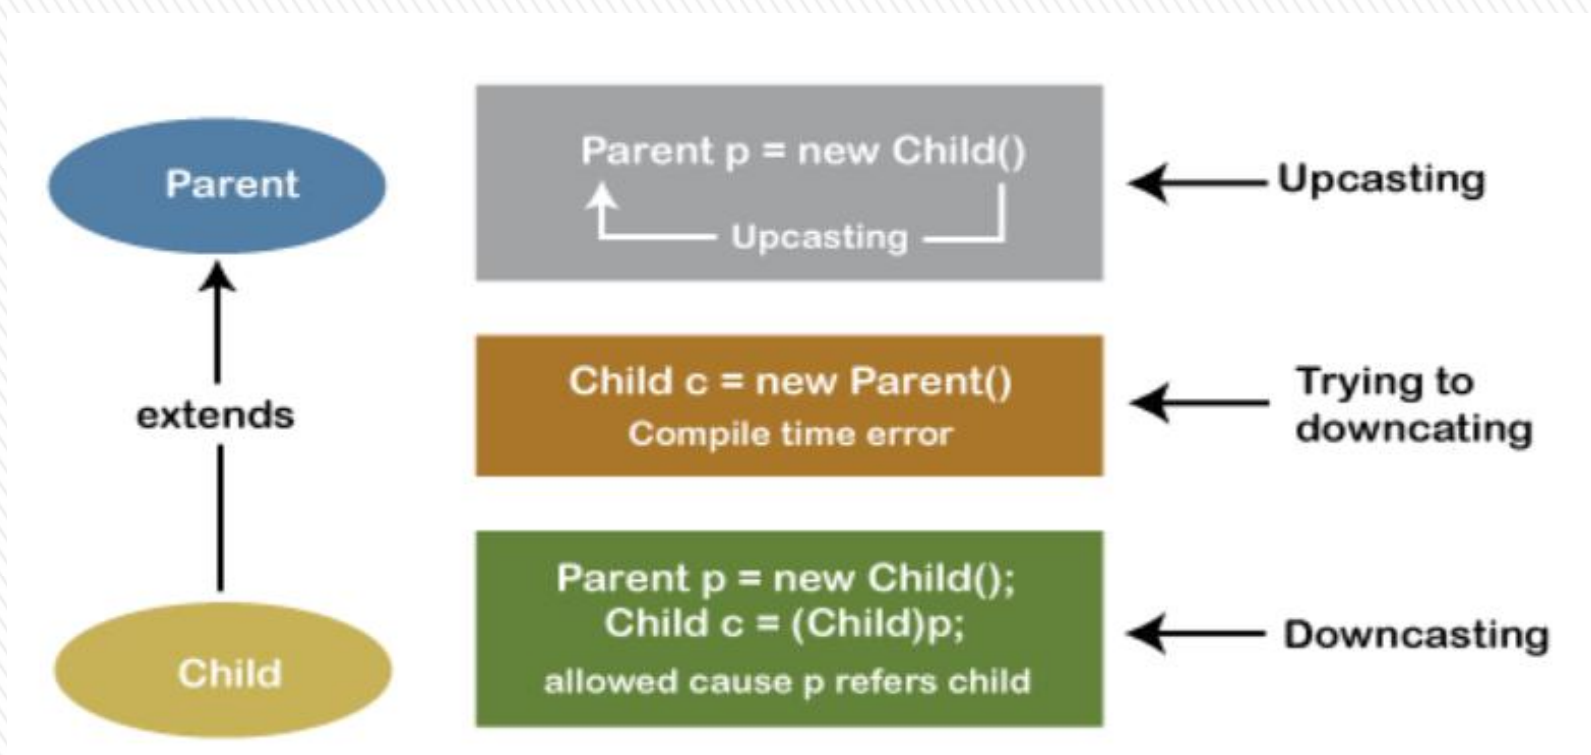 Parent
extends
Child
Parent p = new Child()
Upcasting
Upcasting
Child c = new Parent()
Compile time error
Trying to
downcating
Parent p = new Child();
Child c = (Child)p;
allowed cause p refers child
Downcasting